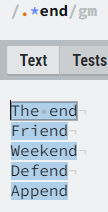 /.*end/gm
Text Tests
The end
Friend
Weekend
Defend
Append